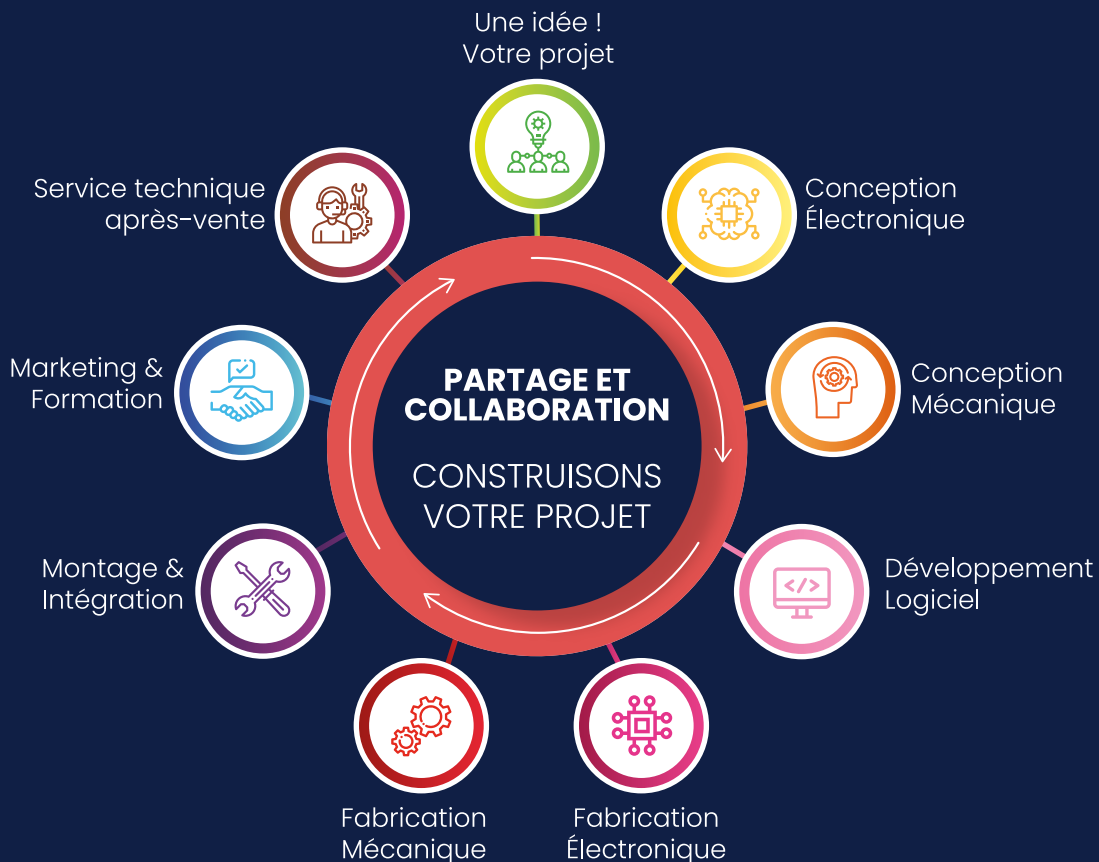 Une idée !
Votre projet
Conception
Électronique
Conception
Mécanique
Développement
Logiciel
Fabrication
Électronique
Fabrication
Mécanique
Montage &
Intégration
Marketing &
Formation
Service technique
après-vente
PARTAGE ET
COLLABORATION
CONSTRUISONS
VOTRE PROJET